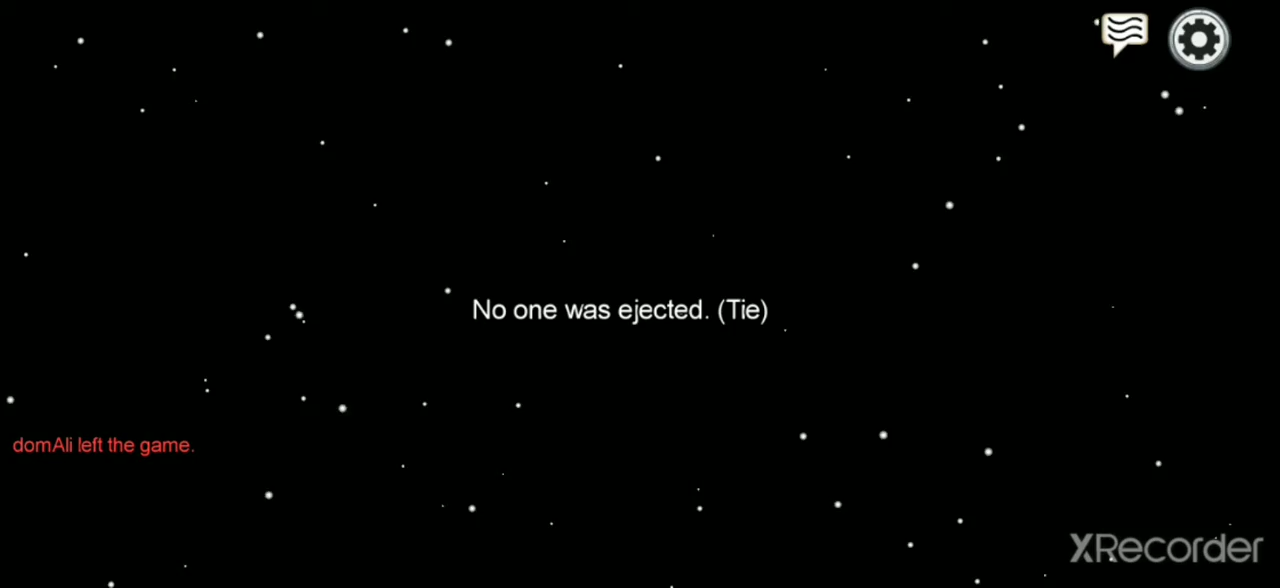 No one was ejected. (Tie)
domAli left the game.
XRecorder